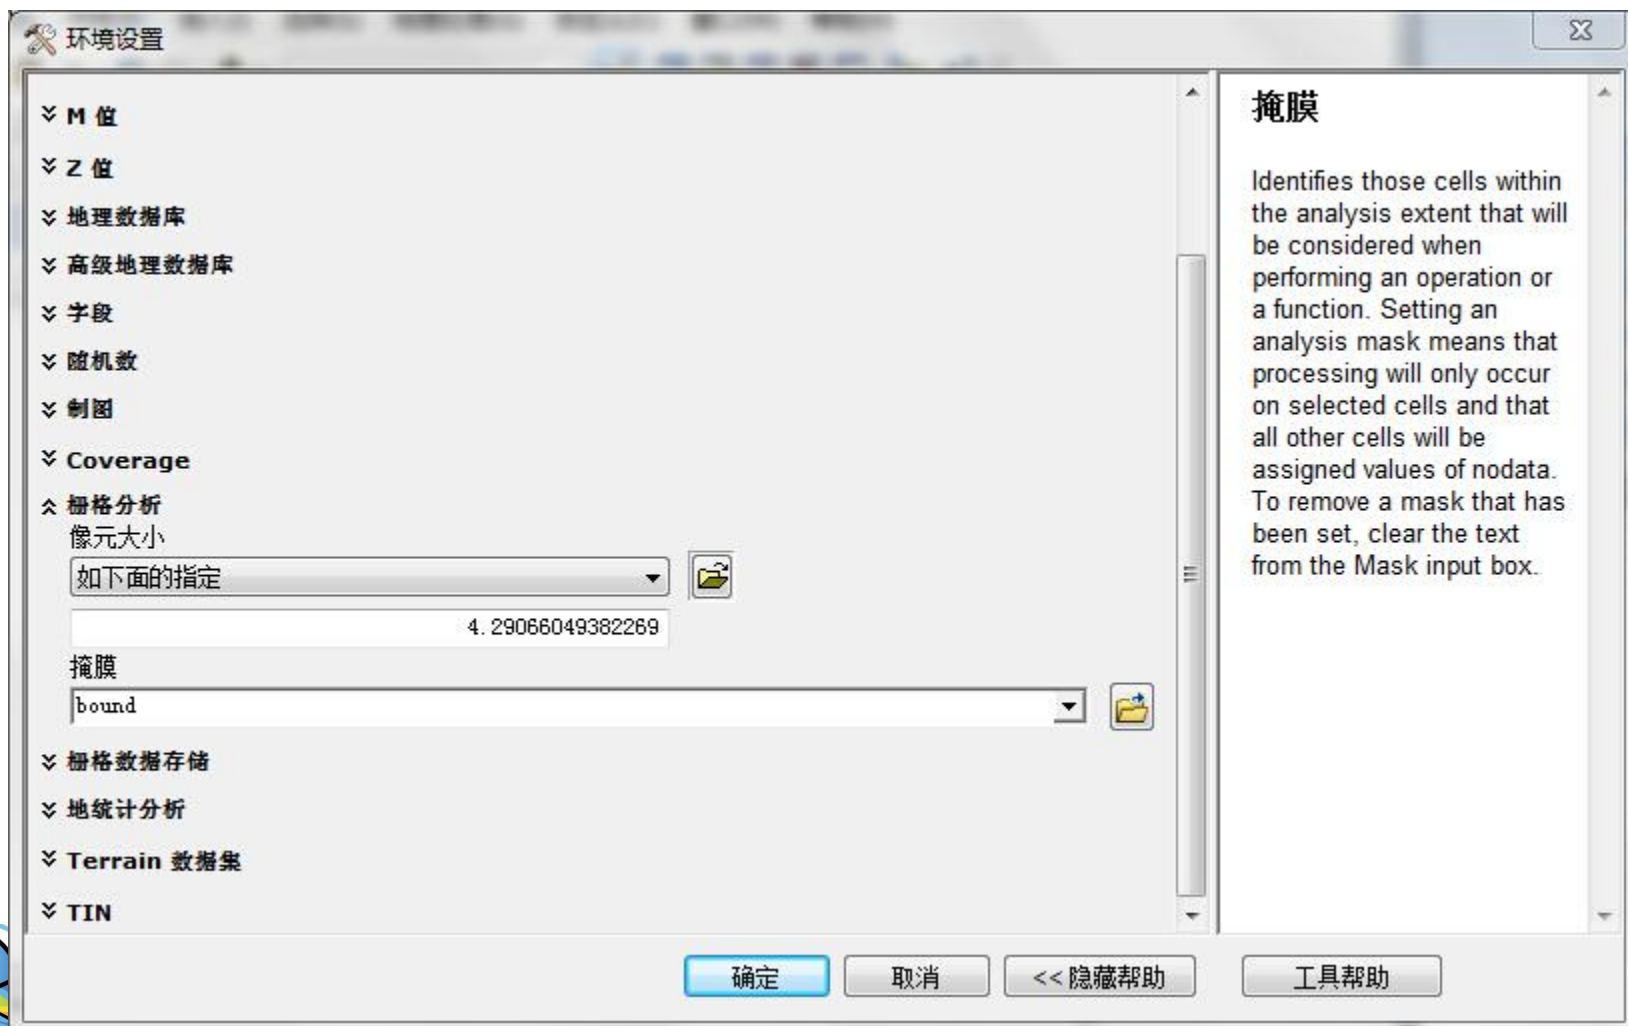 环境设置
M 值
Z 值
地理数据库
高级地理数据库
字段
随机数
制图
Coverage
栅格分析
像元大小
如下面的指定
4.29066049382269
掩膜
bound
栅格数据存储
地统计分析
Terrain 数据集
TIN
掩膜
Identifies those cells within
the analysis extent that will
be considered when
performing an operation or
a function. Setting an
analysis mask means that
processing will only occur
on selected cells and that
all other cells will be
assigned values of nodata.
To remove a mask that has
been set, clear the text
from the Mask input box.
确定
取消
<< 隐藏帮助
工具帮助